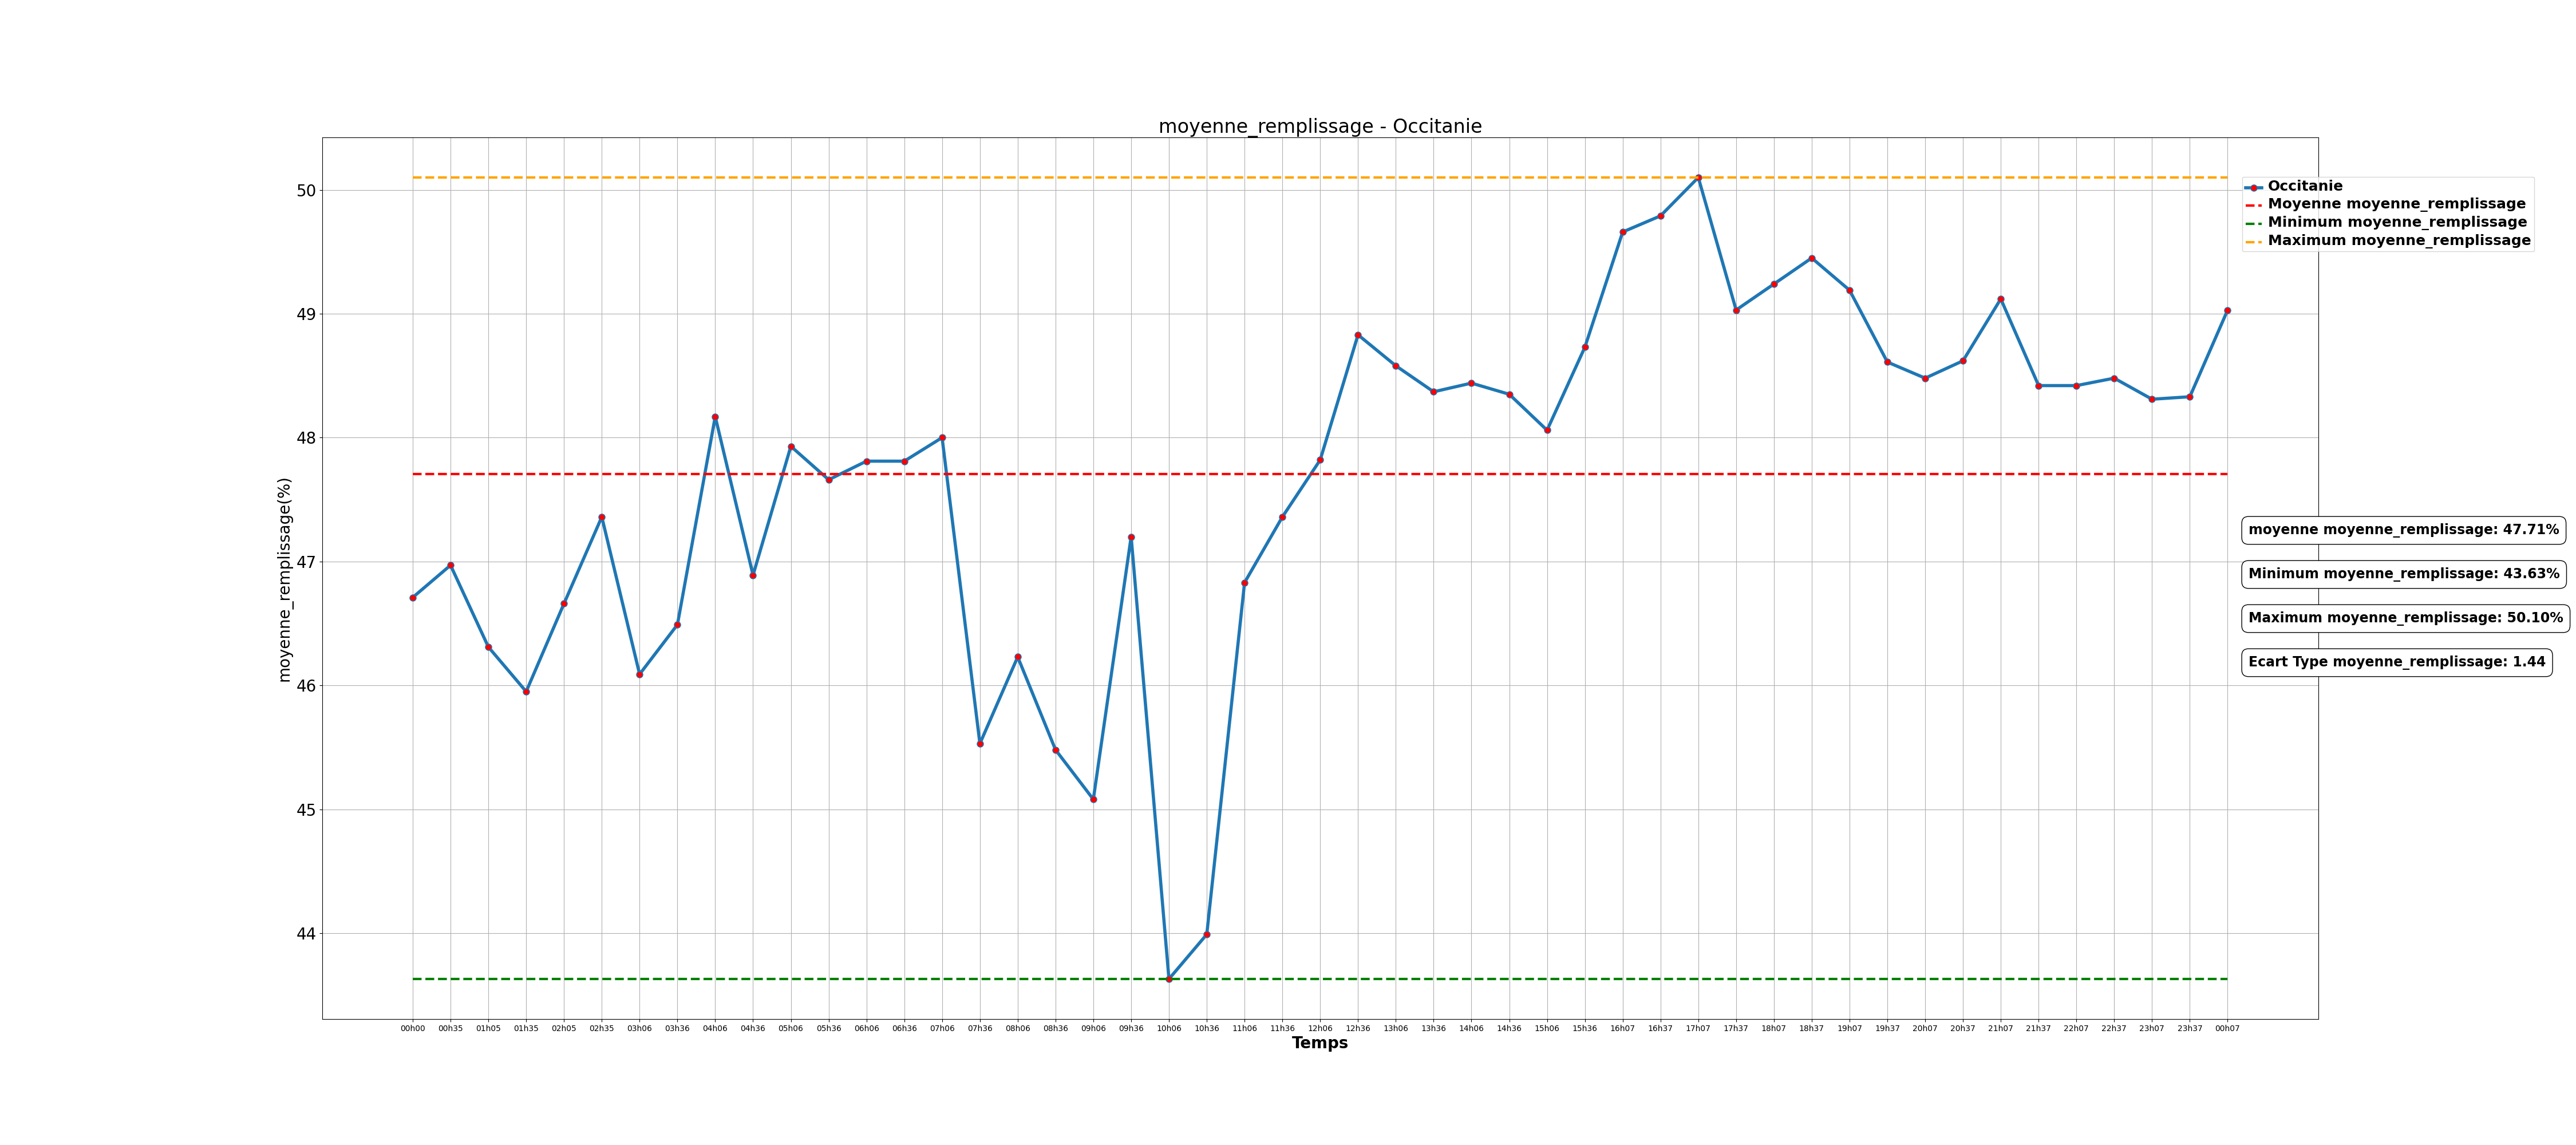 moyenne_remplissage - Occitanie
50
49
48
47
46
45
44
moyenne_remplissage(%)
Occitanie
Moyenne moyenne_remplissage
Minimum moyenne_remplissage
Maximum moyenne_remplissage
moyenne moyenne_remplissage: 47.71%
Minimum moyenne_remplissage: 43.63%
Maximum moyenne_remplissage: 50.10%
Ecart Type moyenne_remplissage: 1.44
00h00 00h35 01h05 01h35 02h05 02h35 03h06 03h36 04h06 04h36 05h06 05h36 06h06 06h36 07h06 07h36 08h06 08h36 09h06 09h36 10h06 10h36 11h06 11h36 12h06 12h36 13h06 13h36 14h06 14h36 15h06 15h36 16h07 16h37 17h07 17h37 18h07 18h37 19h07 19h37 20h07 20h37 21h07 21h37 22h07 22h37 23h07 23h37 00h07
Temps